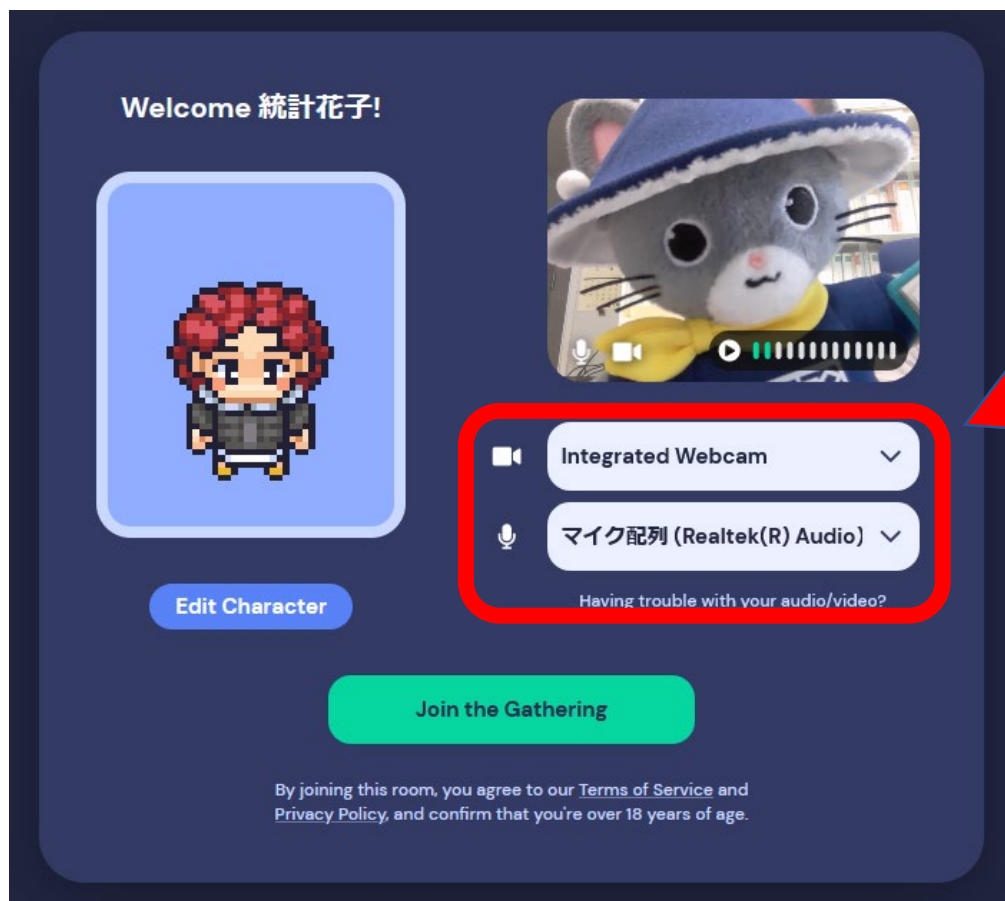 Welcome 統計花子!
Integrated Webcam
マイク配列 (Realtek(R) Audio)
Having trouble with your audio/video?
Edit Character
Join the Gathering
By joining this room, you agree to our Terms of Service and
Privacy Policy, and confirm that you're over 18 years of age.